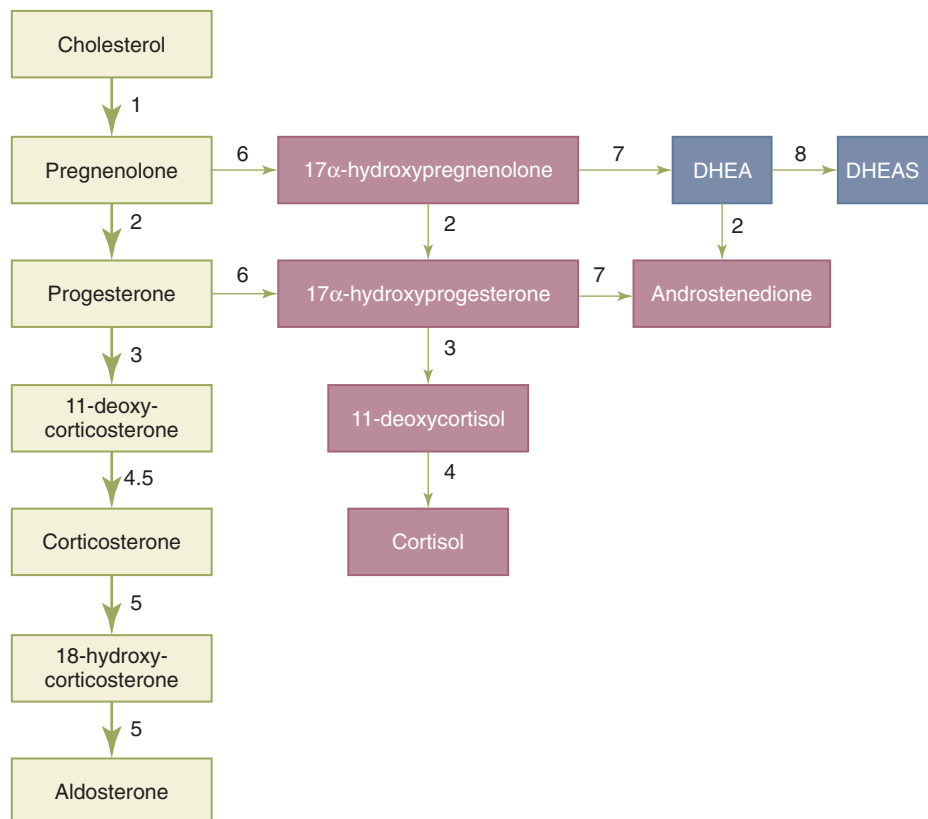 Cholesterol
1
Pregnenolone
6
17α-hydroxypregnenolone
7
DHEA
8
DHEAS
2
2
2
Progesterone
6
17α-hydroxyprogesterone
7
Androstenedione
3
3
11-deoxy-
corticosterone
11-deoxycortisol
4.5
4
Corticosterone
Cortisol
5
18-hydroxy-
corticosterone
5
Aldosterone